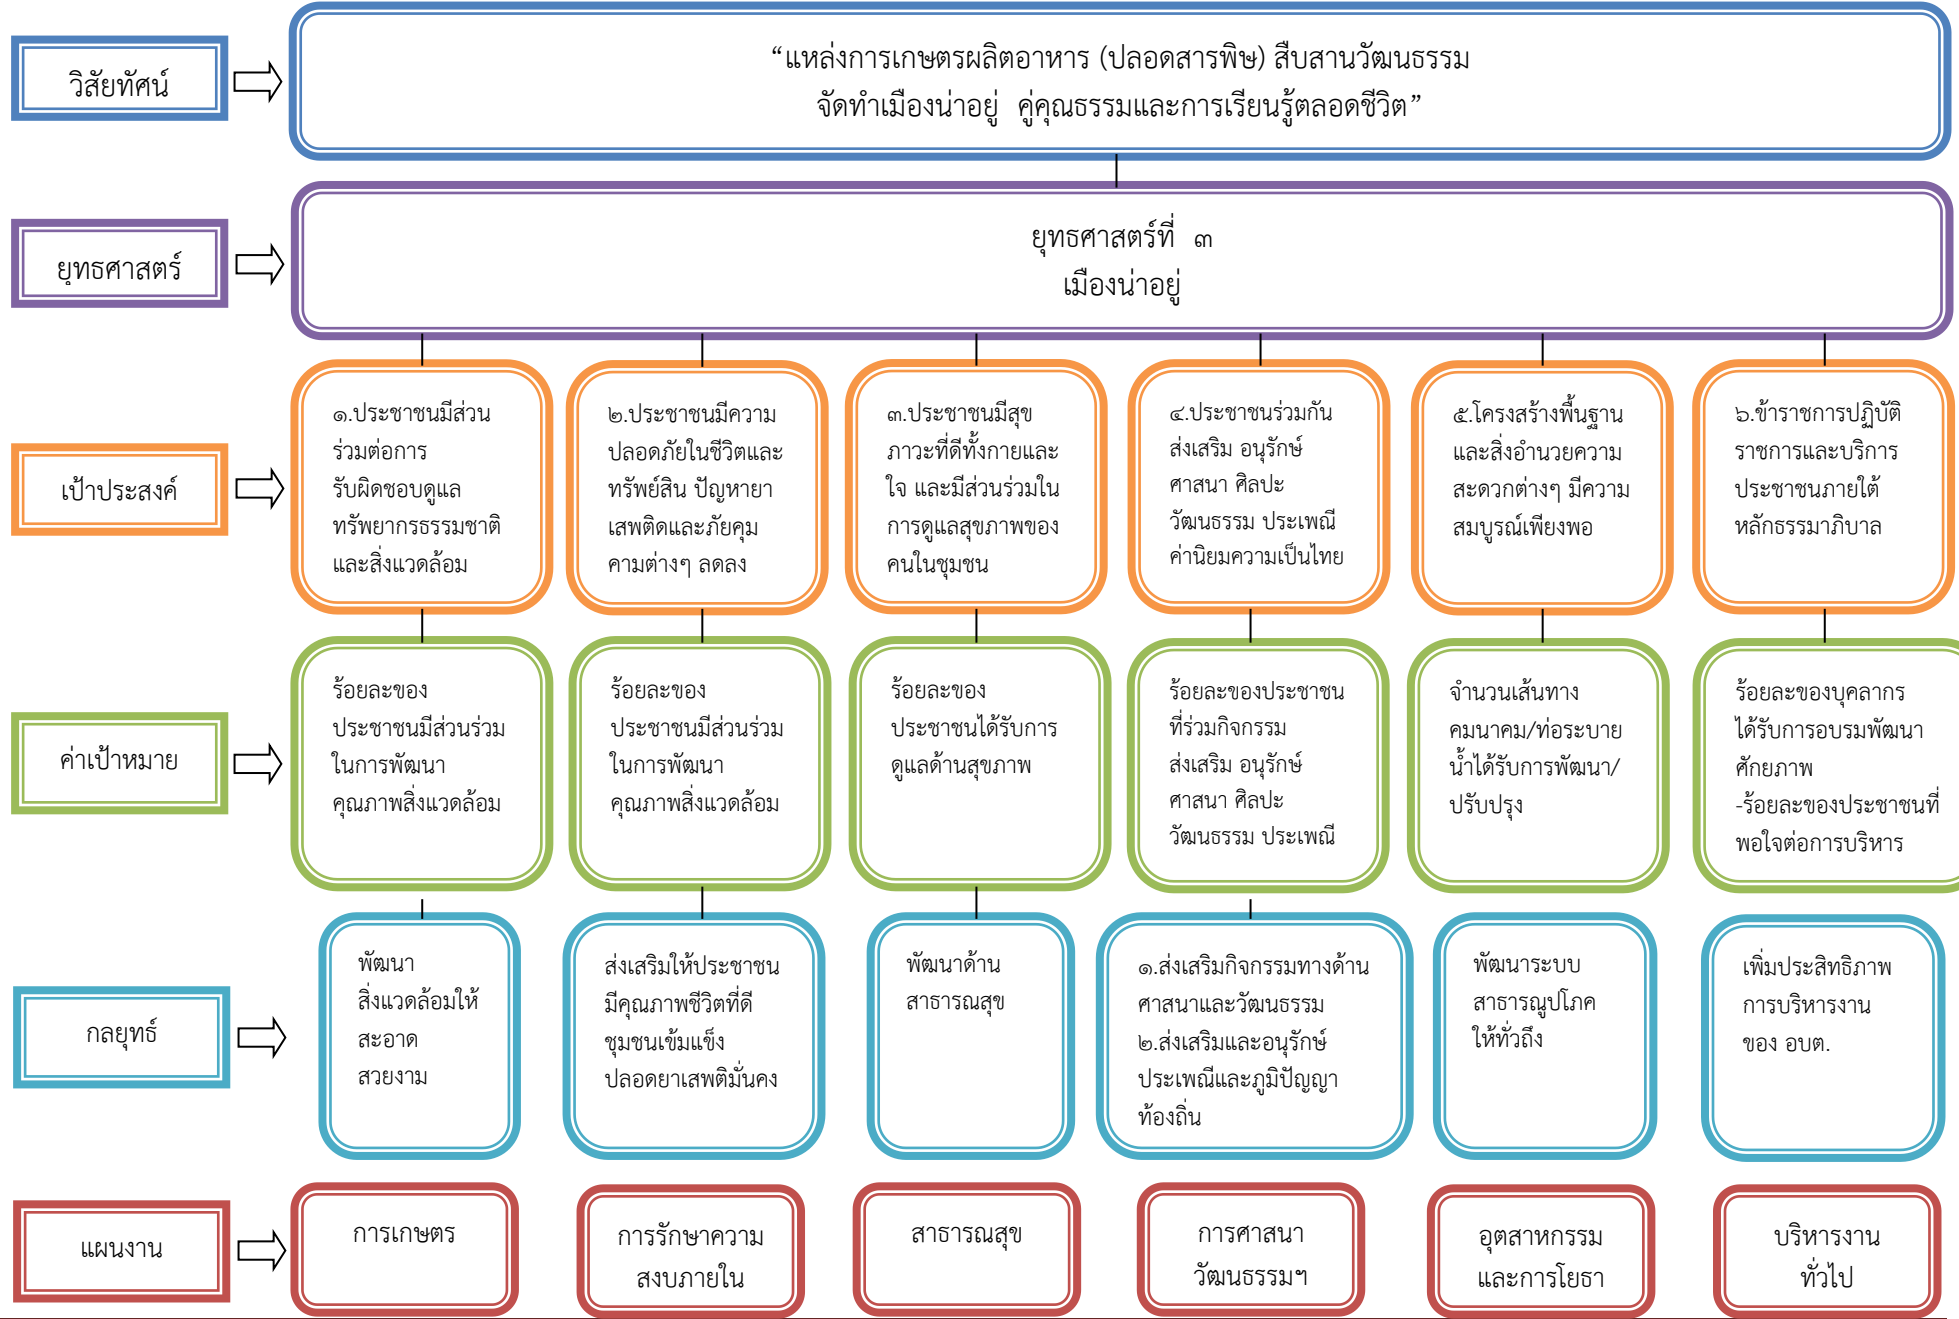 วิสัยทัศน์
“แหล่งการเกษตรผลิตอาหาร (ปลอดสารพิษ) สืบสานวัฒนธรรม
จัดทำเมืองน่าอยู่  คู่คุณธรรมและการเรียนรู้ตลอดชีวิต”
ยุทธศาสตร์
ยุทธศาสตร์ที่  ๓
เมืองน่าอยู่
เป้าประสงค์
๑.ประชาชนมีส่วน
ร่วมต่อการ
รับผิดชอบดูแล
ทรัพยากรธรรมชาติ
และสิ่งแวดล้อม
๒.ประชาชนมีความ
ปลอดภัยในชีวิตและ
ทรัพย์สิน ปัญหายา
เสพติดและภัยคุม
คามต่างๆ ลดลง
๓.ประชาชนมีสุข
ภาวะที่ดีทั้งกายและ
ใจ และมีส่วนร่วมใน
การดูแลสุขภาพของ
คนในชุมชน
๔.ประชาชนร่วมกัน
ส่งเสริม อนุรักษ์
ศาสนา ศิลปะ
วัฒนธรรม ประเพณี
ค่านิยมความเป็นไทย
๕.โครงสร้างพื้นฐาน
และสิ่งอำนวยความ
สะดวกต่างๆ มีความ
สมบูรณ์เพียงพอ
๖.ข้าราชการปฏิบัติ
ราชการและบริการ
ประชาชนภายใต้
หลักธรรมาภิบาล
ค่าเป้าหมาย
ร้อยละของ
ประชาชนมีส่วนร่วม
ในการพัฒนา
คุณภาพสิ่งแวดล้อม
ร้อยละของ
ประชาชนมีส่วนร่วม
ในการพัฒนา
คุณภาพสิ่งแวดล้อม
ร้อยละของ
ประชาชนได้รับการ
ดูแลด้านสุขภาพ
ร้อยละของประชาชน
ที่ร่วมกิจกรรม
ส่งเสริม อนุรักษ์
ศาสนา ศิลปะ
วัฒนธรรม ประเพณี
จำนวนเส้นทาง
คมนาคม/ท่อระบาย
น้ำได้รับการพัฒนา/
ปรับปรุง
ร้อยละของบุคลากร
ได้รับการอบรมพัฒนา
ศักยภาพ
-ร้อยละของประชาชนที่
พอใจต่อการบริหาร
กลยุทธ์
พัฒนา
สิ่งแวดล้อมให้
สะอาด
สวยงาม
ส่งเสริมให้ประชาชน
มีคุณภาพชีวิตที่ดี
ชุมชนเข้มแข็ง
ปลอดยาเสพติมั่นคง
พัฒนาด้าน
สาธารณสุข
๑.ส่งเสริมกิจกรรมทางด้าน
ศาสนาและวัฒนธรรม
๒.ส่งเสริมและอนุรักษ์
ประเพณีและภูมิปัญญา
ท้องถิ่น
พัฒนาระบบ
สาธารณูปโภค
ให้ทั่วถึง
เพิ่มประสิทธิภาพ
การบริหารงาน
ของ อบต.
แผนงาน
การเกษตร
การรักษาความ
สงบภายใน
สาธารณสุข
การศาสนา
วัฒนธรรมฯ
อุตสาหกรรม
และการโยธา
บริหารงาน
ทั่วไป